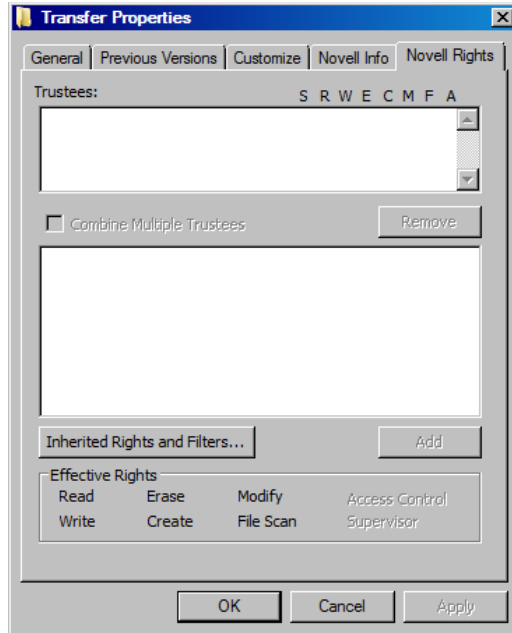 Transfer Properties
General Previous Versions Customize Novell Info Novell Rights
Trustees: S R W E C M F A
Combine Multiple Trustees Remove
Inherited Rights and Filters... Add
Effective Rights
Read Erase Modify Access Control
Write Create File Scan Supervisor
OK Cancel Apply